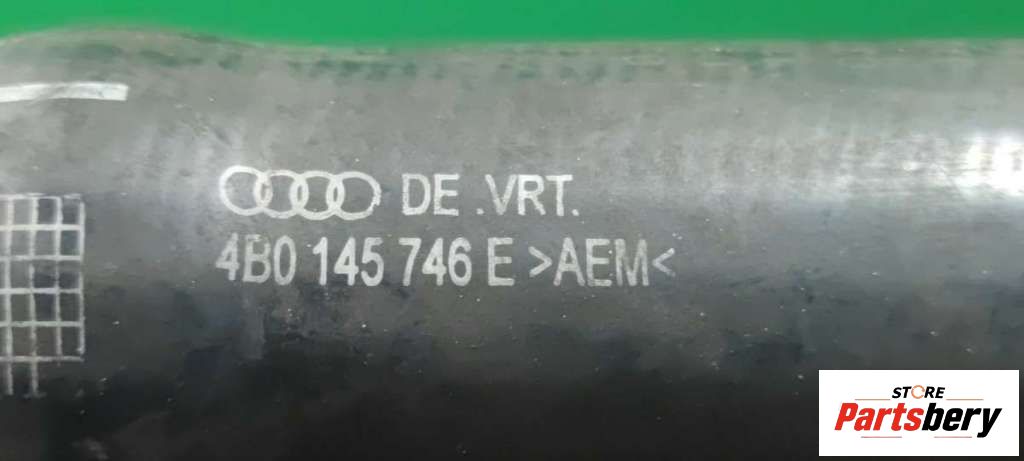 DE .VRT.
4B0 145 746 E >AEM<
STORE
Partsbery